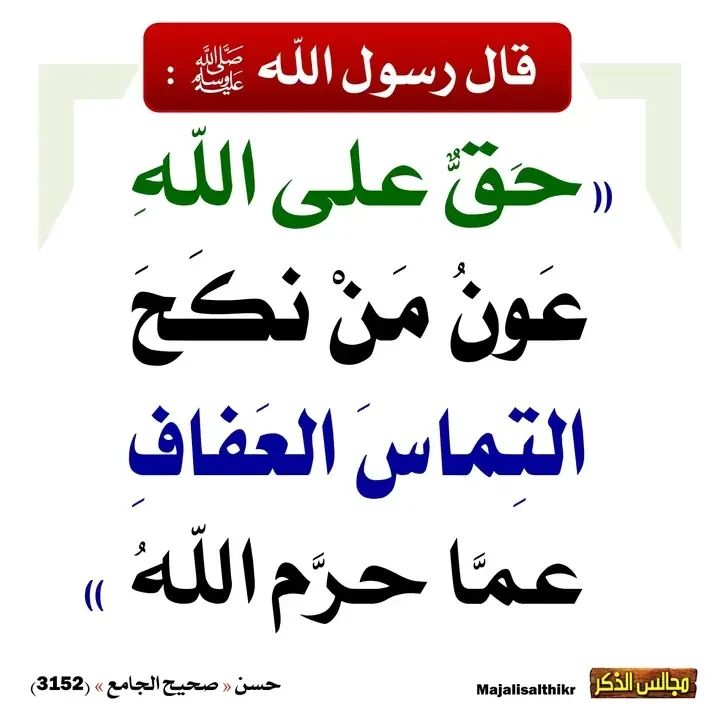 قال رسول الله ﷺ :
(( حَقٌّ على اللّهِ
عَونُ مَنْ نكَحَ
التِماسَ العَفافِ
عمَّا حرَّم اللّهُ ))
حسن « صحيح الجامع » (3152)
Majalisalthikr
مجالس الذكر